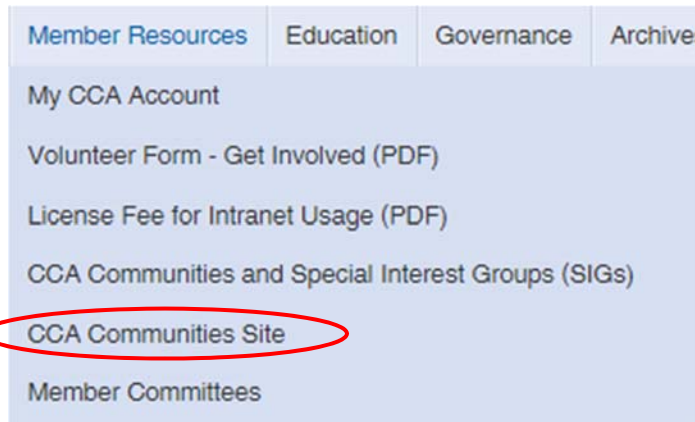 Member Resources Education Governance Archive
My CCA Account
Volunteer Form - Get Involved (PDF)
License Fee for Intranet Usage (PDF)
CCA Communities and Special Interest Groups (SIGs)
CCA Communities Site
Member Committees